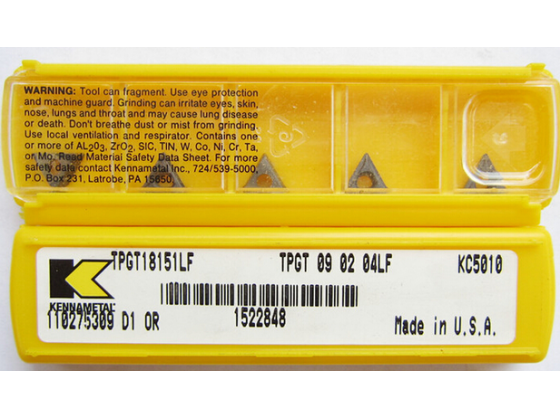 WARNING: Tool can fragment. Use eye protection
and machine guard. Grinding can irritate eyes, skin,
nose, lungs and throat and may cause lung disease
or death. Don't breathe dust or mist from grinding.
Use local ventilation and respirator. Contains one
or more of AL2O3, ZrO2, SIC, TIN, W, Co, Ni, Cr, Ta,
or Mo. Read Material Safety Data Sheet. For more
safety data contact Kennametal Inc., 724/539-5000,
P.O. Box 231, Latrobe, PA 15650.
TPGT18151LF TPGT 09 02 04LF KC5010
KENNAMETAL
110275309 D1 OR 1522848 Made in U.S.A.